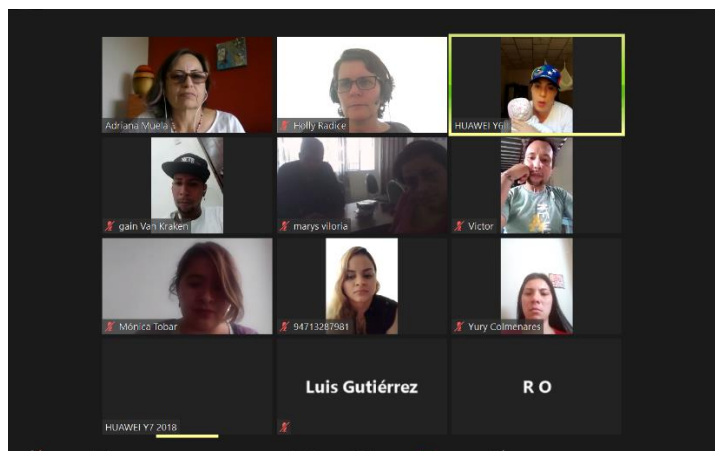 Adriana Muela
Holly Radice
HUAWEI Y6
gain Van Kraken
marys viloria
Víctor
Mónica Tobar
94713287981
Yury Colmenares
HUAWEI Y7 2018
Luis Gutiérrez
R O